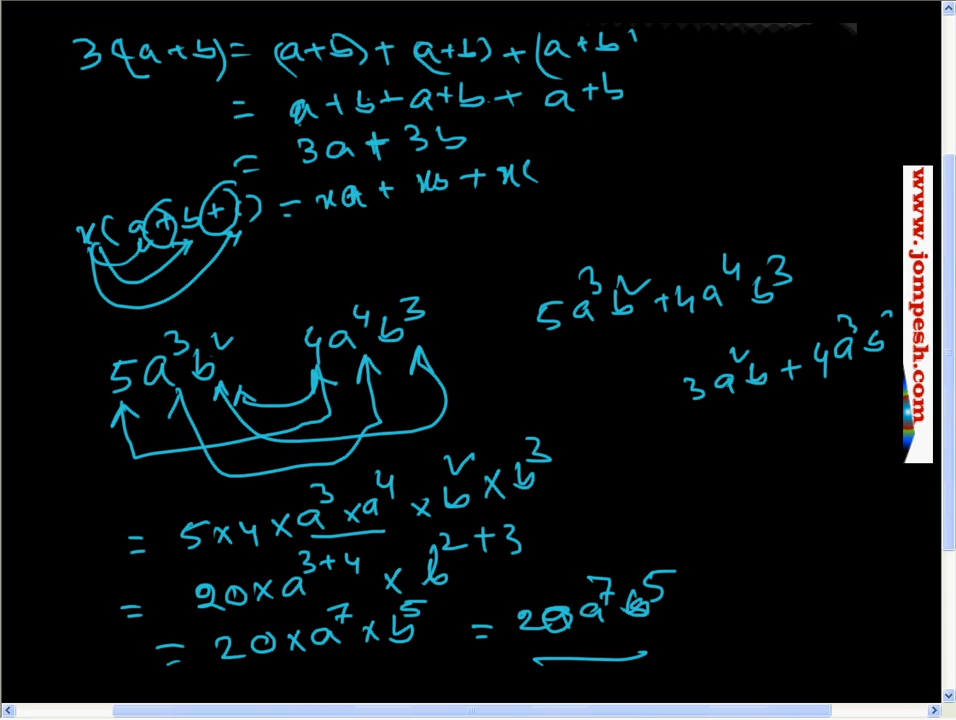 3(a+b) = (a+b) + (a+b) + (a+b)
= a+b+a+b+a+b
= 3a+3b
x(a+b+c) = xa + xb + xc
5a³b² 4a⁴b³
5a³b² + 4a⁴b³
3a²b + 4a³b
= 5×4×a³×a⁴×b²×b³
= 20×a³⁺⁴×b²⁺³
= 20×a⁷×b⁵ = 20a⁷b⁵
www.jompesh.com